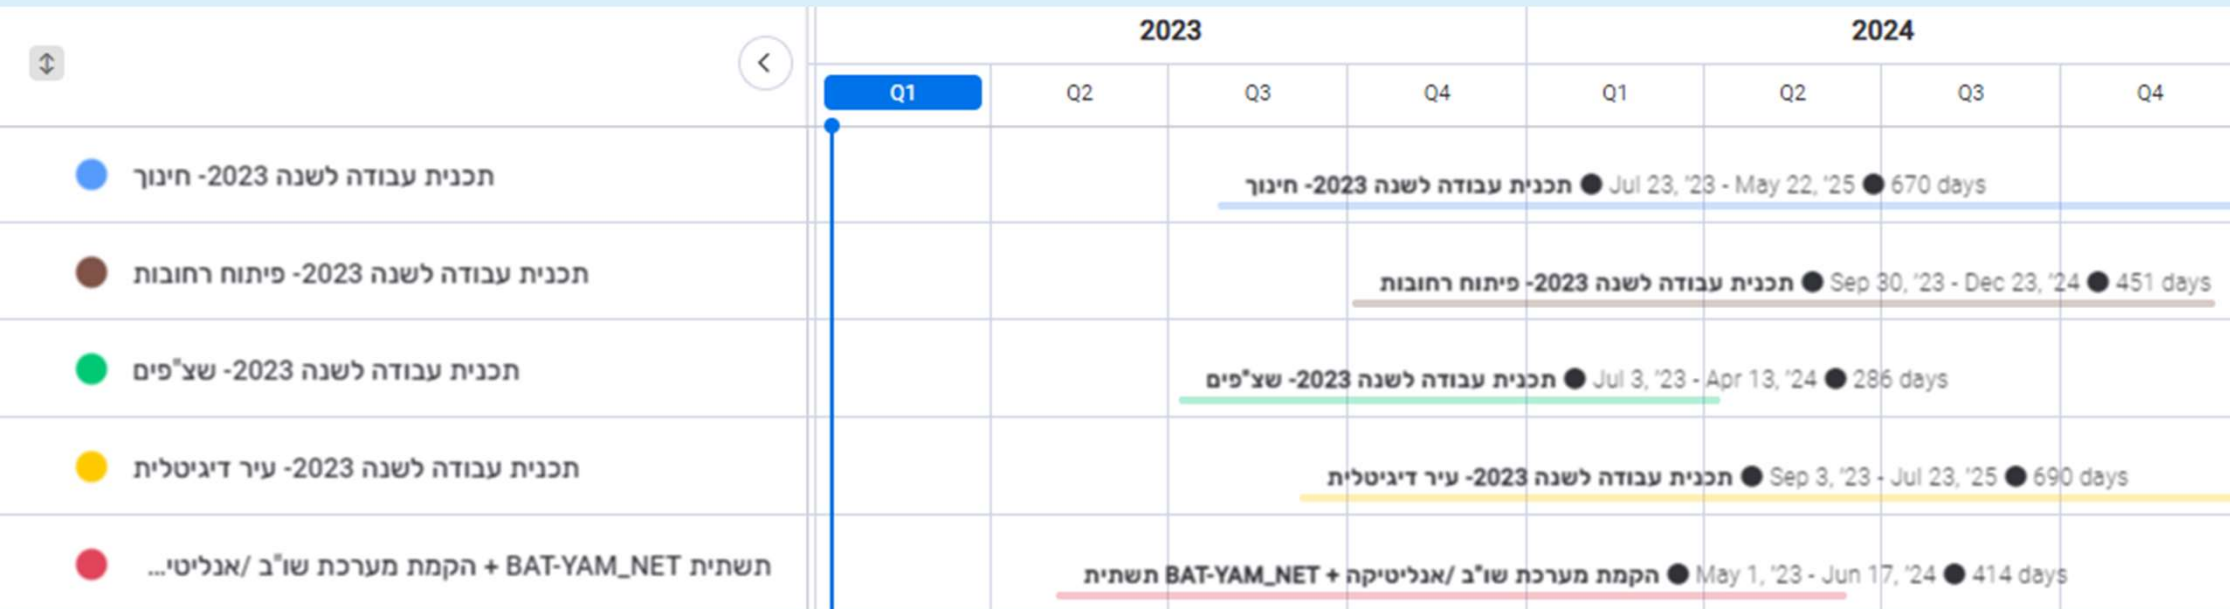 2023 2024
Q1 Q2 Q3 Q4 Q1 Q2 Q3 Q4
תכנית עבודה לשנה 2023- חינוך
תכנית עבודה לשנה 2023- חינוך ● Jul 23, '23 - May 22, '25 ● 670 days
תכנית עבודה לשנה 2023- פיתוח רחובות
תכנית עבודה לשנה 2023- פיתוח רחובות ● Sep 30, '23 - Dec 23, '24 ● 451 days
תכנית עבודה לשנה 2023- שצ"פים
תכנית עבודה לשנה 2023- שצ"פים ● Jul 3, '23 - Apr 13, '24 ● 286 days
תכנית עבודה לשנה 2023- עיר דיגיטלית
תכנית עבודה לשנה 2023- עיר דיגיטלית ● Sep 3, '23 - Jul 23, '25 ● 690 days
תשתית BAT-YAM_NET + הקמת מערכת שו"ב /אנליטי...
תשתית BAT-YAM_NET + הקמת מערכת שו"ב /אנליטיקה ● May 1, '23 - Jun 17, '24 ● 414 days